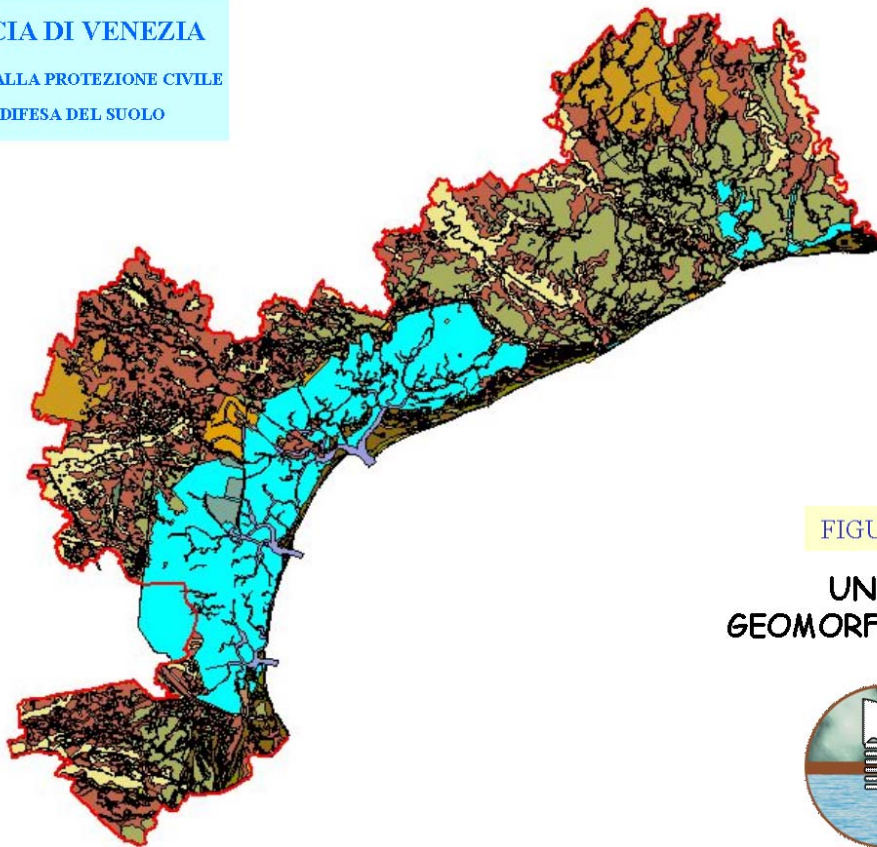 CIA DI VENEZIA
ALLA PROTEZIONE CIVILE
DIFESA DEL SUOLO
FIGU
UN
GEOMORF